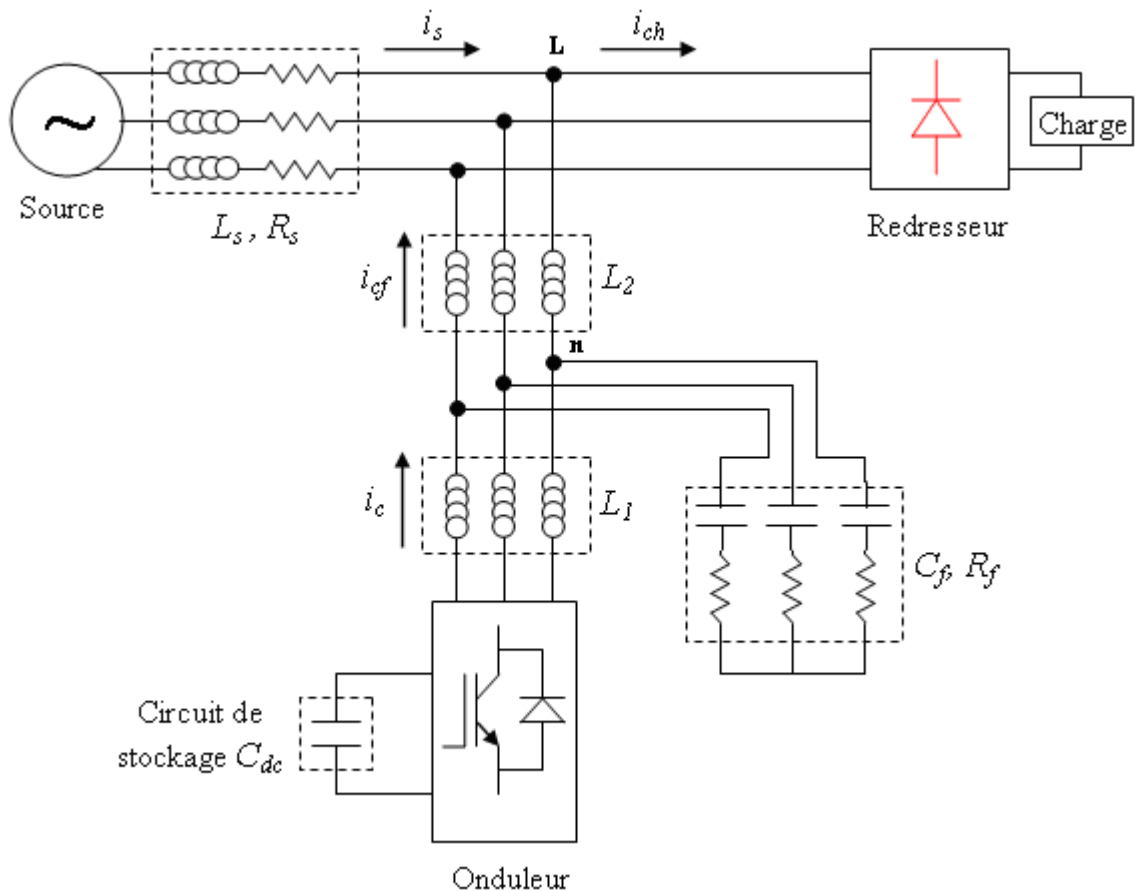 i_s
L
i_ch
~
Charge
Source
L_s , R_s
Redresseur
i_cf
L_2
n
i_c
L_1
C_f, R_f
Circuit de
stockage C_dc
Onduleur